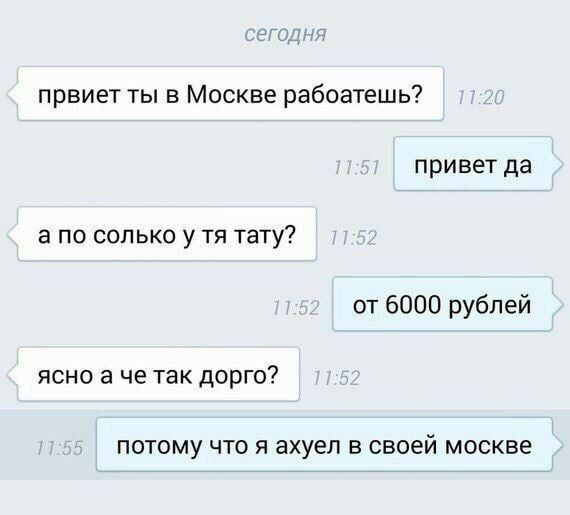 сегодня
првиет ты в Москве рабоатешь?
11:20
11:51
привет да
а по солько у тя тату?
11:52
11:52
от 6000 рублей
ясно а че так дорго?
11:52
11:55
потому что я ахуел в своей москве